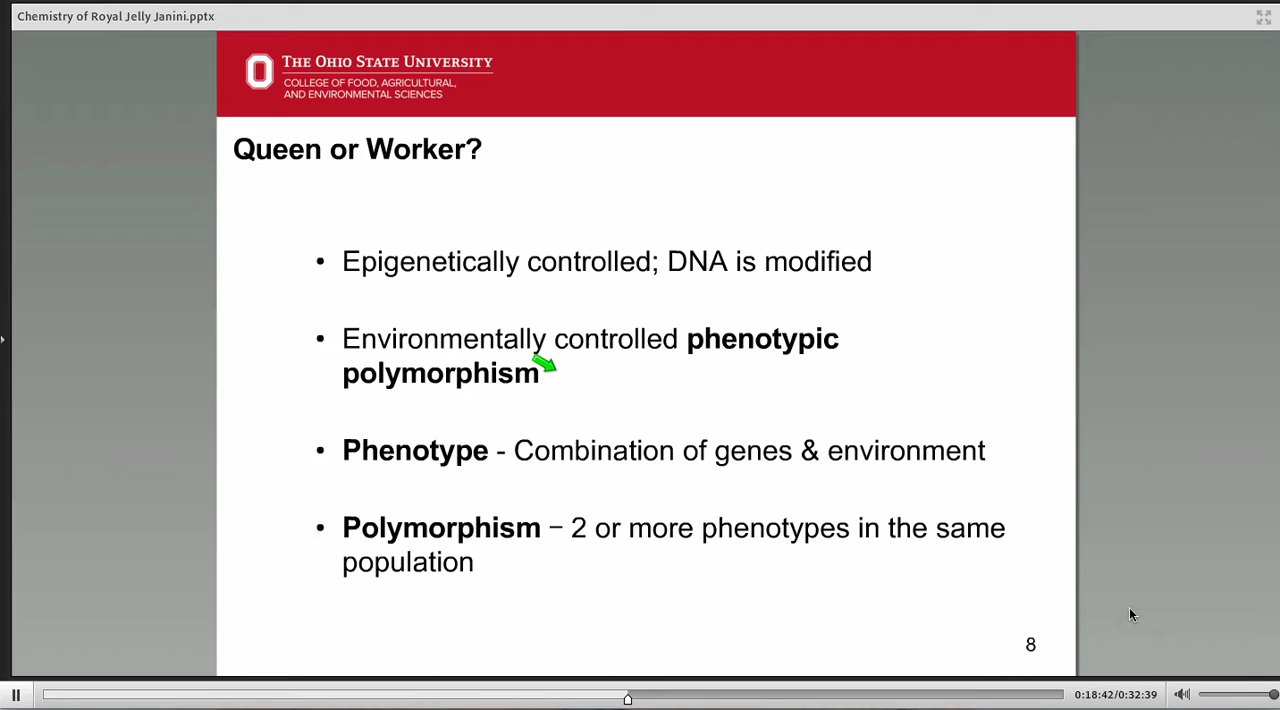 Chemistry of Royal Jelly Janini.pptx
THE OHIO STATE UNIVERSITY
COLLEGE OF FOOD, AGRICULTURAL,
AND ENVIRONMENTAL SCIENCES
Queen or Worker?
• Epigenetically controlled; DNA is modified
• Environmentally controlled phenotypic
polymorphism
• Phenotype - Combination of genes & environment
• Polymorphism − 2 or more phenotypes in the same
population
8
0:18:42/0:32:39